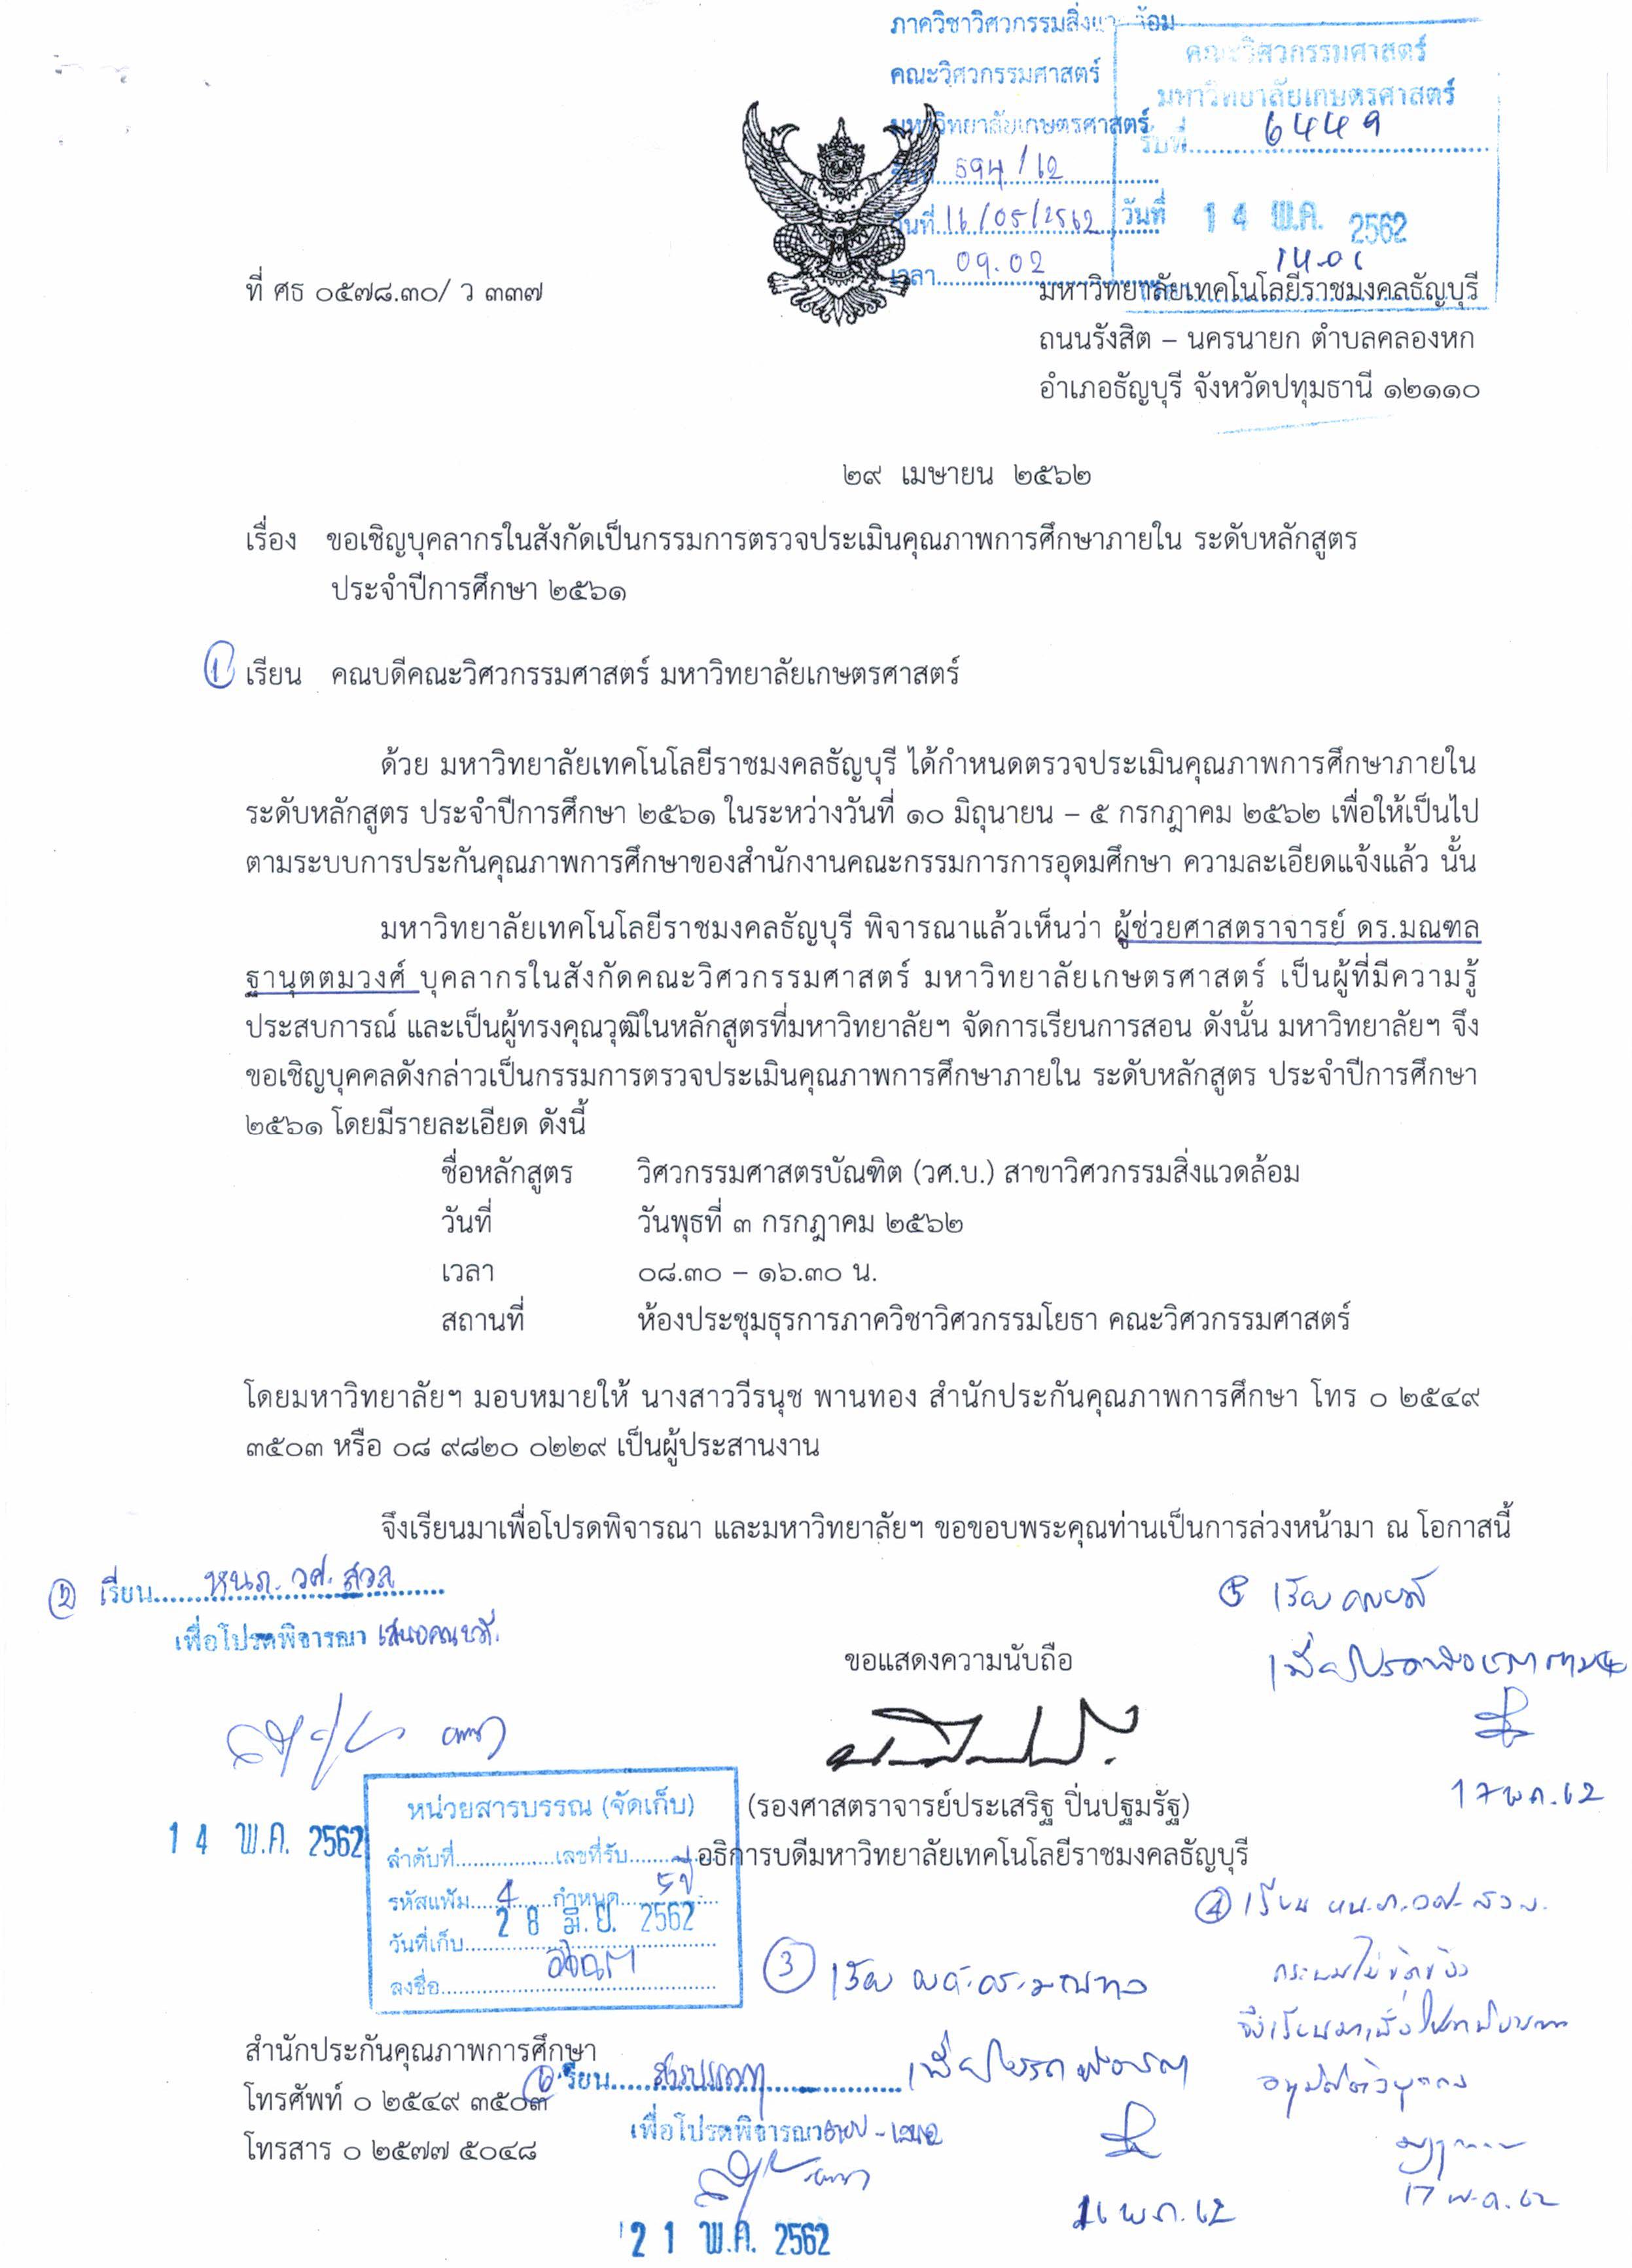 ภาควิชาวิศวกรรมสิ่งแวดล้อม
คณะวิศวกรรมศาสตร์
มหาวิทยาลัยเกษตรศาสตร์
594/62
วันที่ 16/05/2562
เวลา 09.02
คณะวิศวกรรมศาสตร์
มหาวิทยาลัยเกษตรศาสตร์
รับที่ 6449
วันที่ 14 พ.ค. 2562
ที่ ศธ ๐๕๗๘.๓๐/ ว ๓๓๗
มหาวิทยาลัยเทคโนโลยีราชมงคลธัญบุรี
ถนนรังสิต – นครนายก ตำบลคลองหก
อำเภอธัญบุรี จังหวัดปทุมธานี ๑๒๑๑๐
๒๙ เมษายน ๒๕๖๒
เรื่อง ขอเชิญบุคลากรในสังกัดเป็นกรรมการตรวจประเมินคุณภาพการศึกษาภายใน ระดับหลักสูตร
ประจำปีการศึกษา ๒๕๖๑
① เรียน คณบดีคณะวิศวกรรมศาสตร์ มหาวิทยาลัยเกษตรศาสตร์
ด้วย มหาวิทยาลัยเทคโนโลยีราชมงคลธัญบุรี ได้กำหนดตรวจประเมินคุณภาพการศึกษาภายใน
ระดับหลักสูตร ประจำปีการศึกษา ๒๕๖๑ ในระหว่างวันที่ ๑๐ มิถุนายน – ๕ กรกฎาคม ๒๕๖๒ เพื่อให้เป็นไป
ตามระบบการประกันคุณภาพการศึกษาของสำนักงานคณะกรรมการการอุดมศึกษา ความละเอียดแจ้งแล้ว นั้น
มหาวิทยาลัยเทคโนโลยีราชมงคลธัญบุรี พิจารณาแล้วเห็นว่า ผู้ช่วยศาสตราจารย์ ดร.มณฑล
ฐานุตตมวงศ์ บุคลากรในสังกัดคณะวิศวกรรมศาสตร์ มหาวิทยาลัยเกษตรศาสตร์ เป็นผู้ที่มีความรู้
ประสบการณ์ และเป็นผู้ทรงคุณวุฒิในหลักสูตรที่มหาวิทยาลัยฯ จัดการเรียนการสอน ดังนั้น มหาวิทยาลัยฯ จึง
ขอเชิญบุคคลดังกล่าวเป็นกรรมการตรวจประเมินคุณภาพการศึกษาภายใน ระดับหลักสูตร ประจำปีการศึกษา
๒๕๖๑ โดยมีรายละเอียด ดังนี้
ชื่อหลักสูตร วิศวกรรมศาสตรบัณฑิต (วศ.บ.) สาขาวิศวกรรมสิ่งแวดล้อม
วันที่ วันพุธที่ ๓ กรกฎาคม ๒๕๖๒
เวลา ๐๘.๓๐ – ๑๖.๓๐ น.
สถานที่ ห้องประชุมธุรการภาควิชาวิศวกรรมโยธา คณะวิศวกรรมศาสตร์
โดยมหาวิทยาลัยฯ มอบหมายให้ นางสาววีรนุช พานทอง สำนักประกันคุณภาพการศึกษา โทร ๐ ๒๕๔๙
๓๕๐๓ หรือ ๐๘ ๙๘๒๐ ๐๒๒๙ เป็นผู้ประสานงาน
จึงเรียนมาเพื่อโปรดพิจารณา และมหาวิทยาลัยฯ ขอขอบพระคุณท่านเป็นการล่วงหน้ามา ณ โอกาสนี้
② เรียน หนภ. วศ. สวล
เพื่อโปรดพิจารณา เสนอคณบดี
14 พ.ค. 2562
⑤ เรียน คณบดี
17 พ.ค. 62
ขอแสดงความนับถือ
(รองศาสตราจารย์ประเสริฐ ปิ่นปฐมรัฐ)
อธิการบดีมหาวิทยาลัยเทคโนโลยีราชมงคลธัญบุรี
หน่วยสารบรรณ (จัดเก็บ)
ลำดับที่ เลขที่รับ
รหัสแฟ้ม 4 กำหนด 5 ปี
วันที่เก็บ 28 มิ.ย. 2562
ลงชื่อ
③ เรียน ผศ.ดร.มณฑล
เพื่อโปรดพิจารณา
16 พ.ค. 62
④ เรียน หน.ภ.วศ.สวล.
กระผมไม่ขัดข้อง
จึงเรียนมาเพื่อโปรดพิจารณา
อนุมัติตัวบุคคล
17 พ.ค. 62
สำนักประกันคุณภาพการศึกษา
โทรศัพท์ ๐ ๒๕๔๙ ๓๕๐๓
โทรสาร ๐ ๒๕๗๗ ๕๐๔๘
⑥ เรียน
เพื่อโปรดพิจารณา
21 พ.ค. 2562